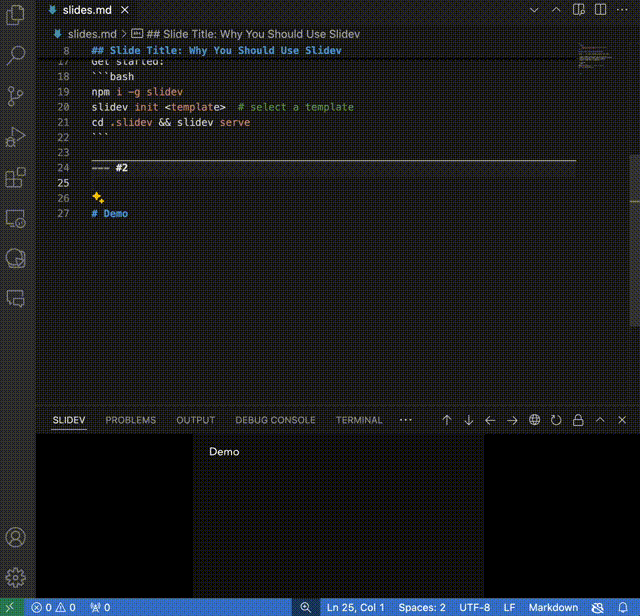 slides.md
slides.md > ## Slide Title: Why You Should Use Slidev
8 ## Slide Title: Why You Should Use Slidev
17 Get started:
18 ```bash
19 npm i -g slidev
20 slidev init <template>  # select a template
21 cd .slidev && slidev serve
22 ```
23
24 --- #2
25
26
27 # Demo
SLIDEV PROBLEMS OUTPUT DEBUG CONSOLE TERMINAL
Demo
0 0 0 Ln 25, Col 1 Spaces: 2 UTF-8 LF Markdown